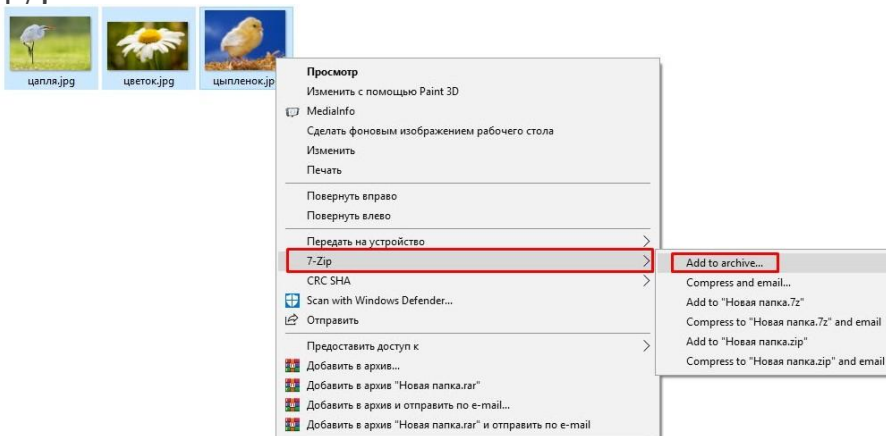 цапля.jpg
цветок.jpg
цыпленок.jp
Просмотр
Изменить с помощью Paint 3D
MediaInfo
Сделать фоновым изображением рабочего стола
Изменить
Печать
Повернуть вправо
Повернуть влево
Передать на устройство
7-Zip
CRC SHA
Scan with Windows Defender...
Отправить
Предоставить доступ к
Добавить в архив...
Добавить в архив "Новая папка.rar"
Добавить в архив и отправить по e-mail...
Добавить в архив "Новая папка.rar" и отправить по e-mail
Add to archive...
Compress and email...
Add to "Новая папка.7z"
Compress to "Новая папка.7z" and email
Add to "Новая папка.zip"
Compress to "Новая папка.zip" and email